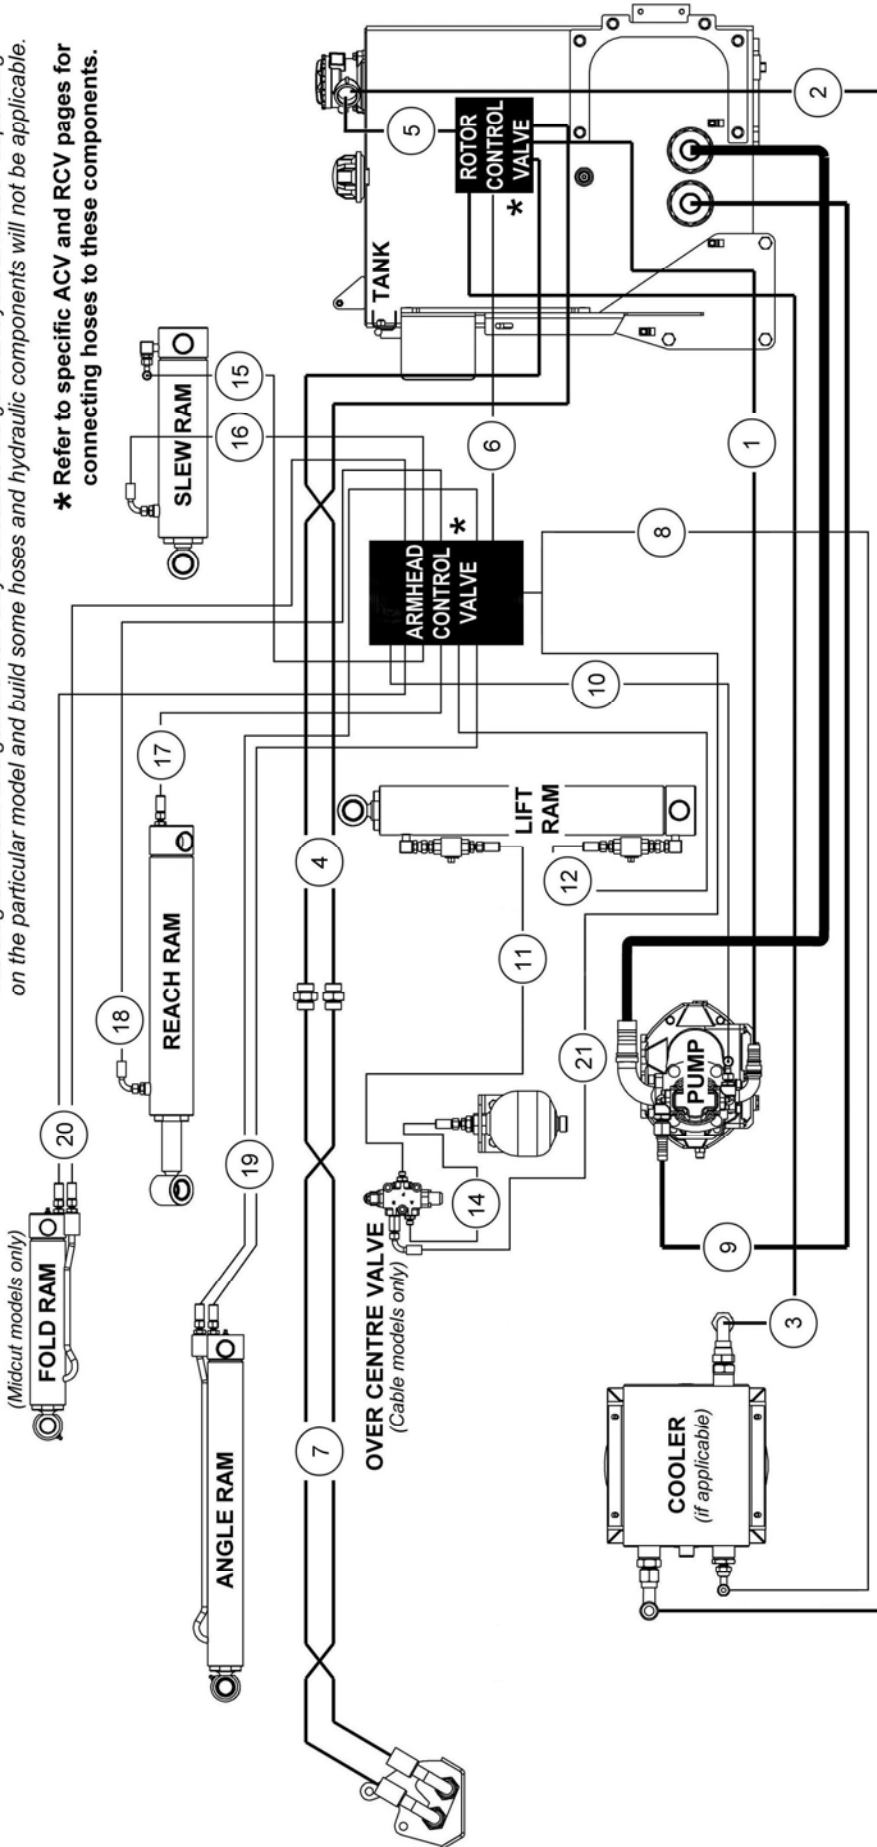 on the particular model and build some hoses and hydraulic components will not be applicable.
* Refer to specific ACV and RCV pages for
connecting hoses to these components.
(Midcut models only)
FOLD RAM
20
18
REACH RAM
17
SLEW RAM
15
16
ANGLE RAM
19
TANK
5
ROTOR
CONTROL
VALVE
*
2
7
4
ARMHEAD
CONTROL
VALVE
*
6
OVER CENTRE VALVE
(Cable models only)
14
11
LIFT
RAM
12
10
8
21
1
PUMP
9
COOLER
(if applicable)
3